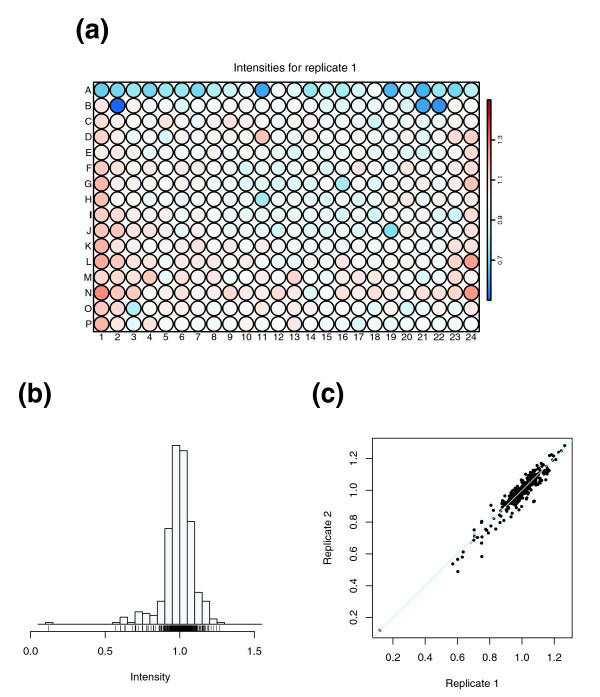 (a)
Intensities for replicate 1
A
B
C
D
E
F
G
H
I
J
K
L
M
N
O
P
1 2 3 4 5 6 7 8 9 10 11 12 13 14 15 16 17 18 19 20 21 22 23 24
1.3
1.1
0.9
0.7
(b)
0.0 0.5 1.0 1.5
Intensity
(c)
Replicate 2
1.2
1.0
0.8
0.6
0.4
0.2
0.2 0.4 0.6 0.8 1.0 1.2
Replicate 1